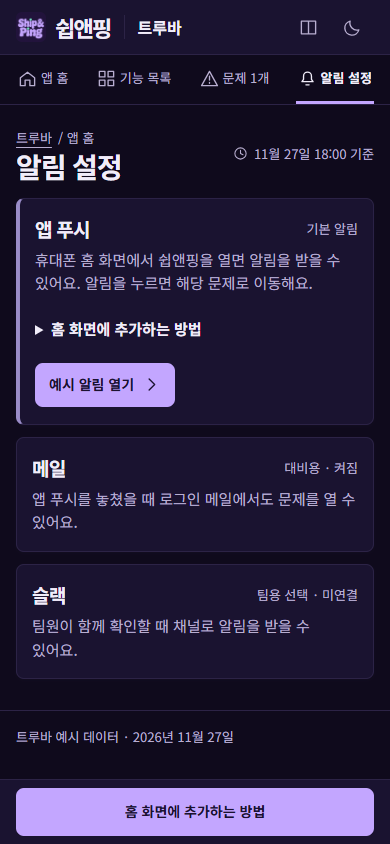 Ship& Ping 쉽앤핑 트루바
앱 홈 기능 목록 문제 1개 알림 설정
트루바 / 앱 홈
알림 설정
11월 27일 18:00 기준
앱 푸시 기본 알림
휴대폰 홈 화면에서 쉽앤핑을 열면 알림을 받을 수
있어요. 알림을 누르면 해당 문제로 이동해요.
홈 화면에 추가하는 방법
예시 알림 열기
메일 대비용 · 켜짐
앱 푸시를 놓쳤을 때 로그인 메일에서도 문제를 열 수
있어요.
슬랙 팀용 선택 · 미연결
팀원이 함께 확인할 때 채널로 알림을 받을 수
있어요.
트루바 예시 데이터 · 2026년 11월 27일
홈 화면에 추가하는 방법